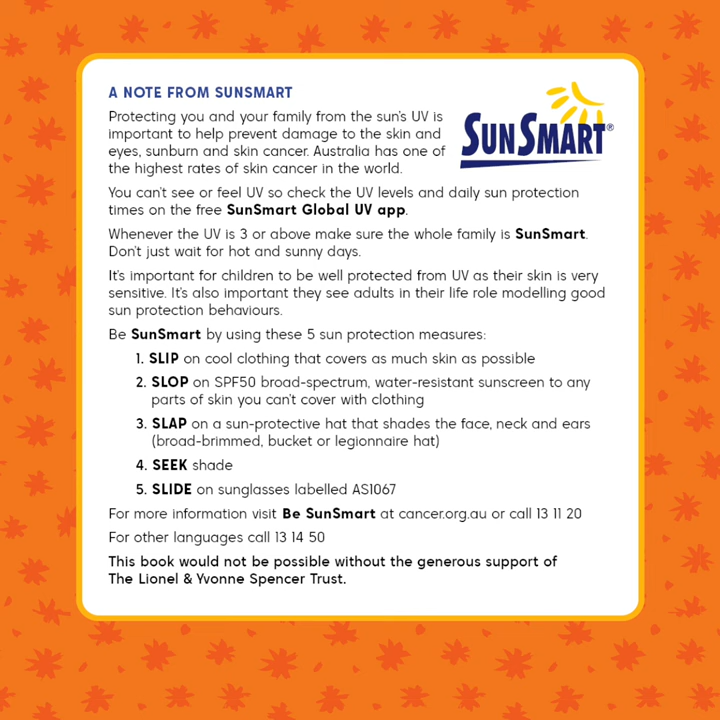 A NOTE FROM SUNSMART
SUNSMART®
Protecting you and your family from the sun's UV is
important to help prevent damage to the skin and
eyes, sunburn and skin cancer. Australia has one of
the highest rates of skin cancer in the world.
You can't see or feel UV so check the UV levels and daily sun protection
times on the free SunSmart Global UV app.
Whenever the UV is 3 or above make sure the whole family is SunSmart.
Don't just wait for hot and sunny days.
It's important for children to be well protected from UV as their skin is very
sensitive. It's also important they see adults in their life role modelling good
sun protection behaviours.
Be SunSmart by using these 5 sun protection measures:
1. SLIP on cool clothing that covers as much skin as possible
2. SLOP on SPF50 broad-spectrum, water-resistant sunscreen to any
parts of skin you can't cover with clothing
3. SLAP on a sun-protective hat that shades the face, neck and ears
(broad-brimmed, bucket or legionnaire hat)
4. SEEK shade
5. SLIDE on sunglasses labelled AS1067
For more information visit Be SunSmart at cancer.org.au or call 13 11 20
For other languages call 13 14 50
This book would not be possible without the generous support of
The Lionel & Yvonne Spencer Trust.